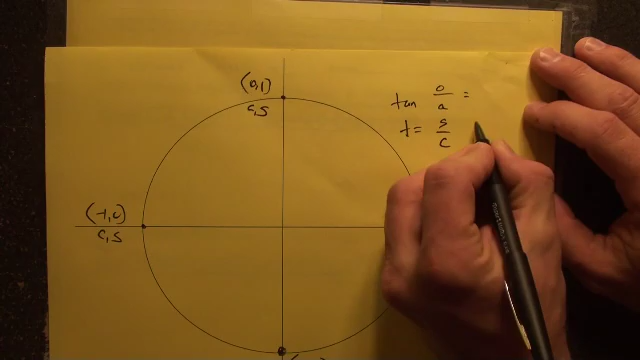 (0,1)
c,s
tan o/a =
t = s/c
(-1,0)
c,s